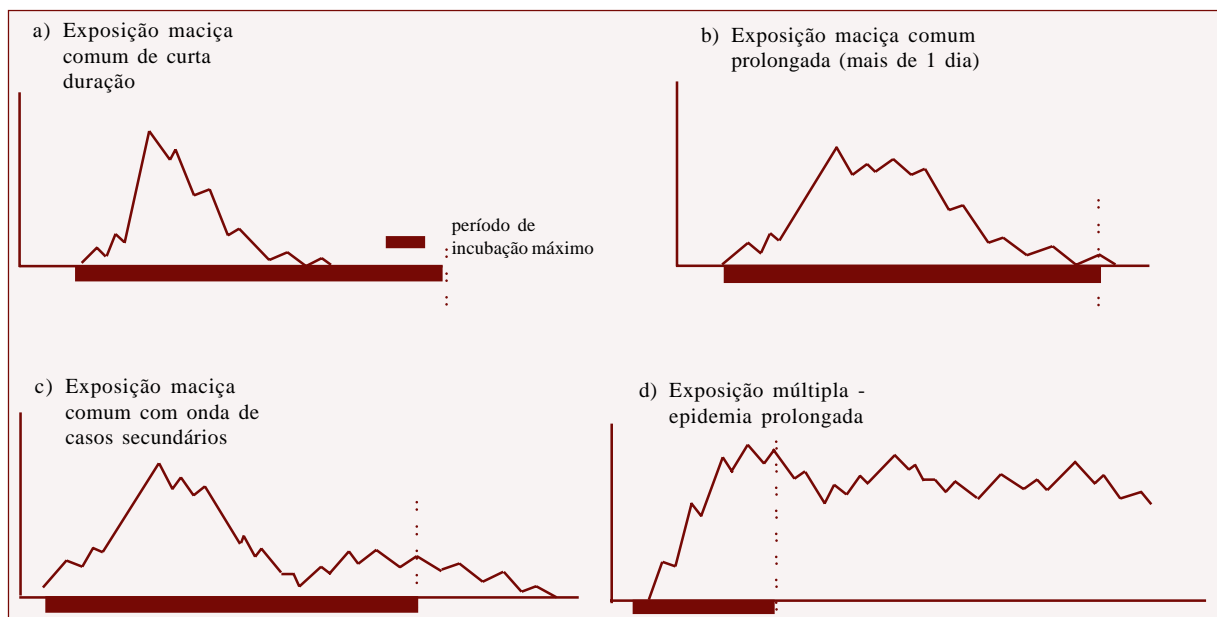 a) Exposição maciça
comum de curta
duração
período de
incubação máximo
b) Exposição maciça comum
prolongada (mais de 1 dia)
c) Exposição maciça
comum com onda de
casos secundários
d) Exposição múltipla -
epidemia prolongada